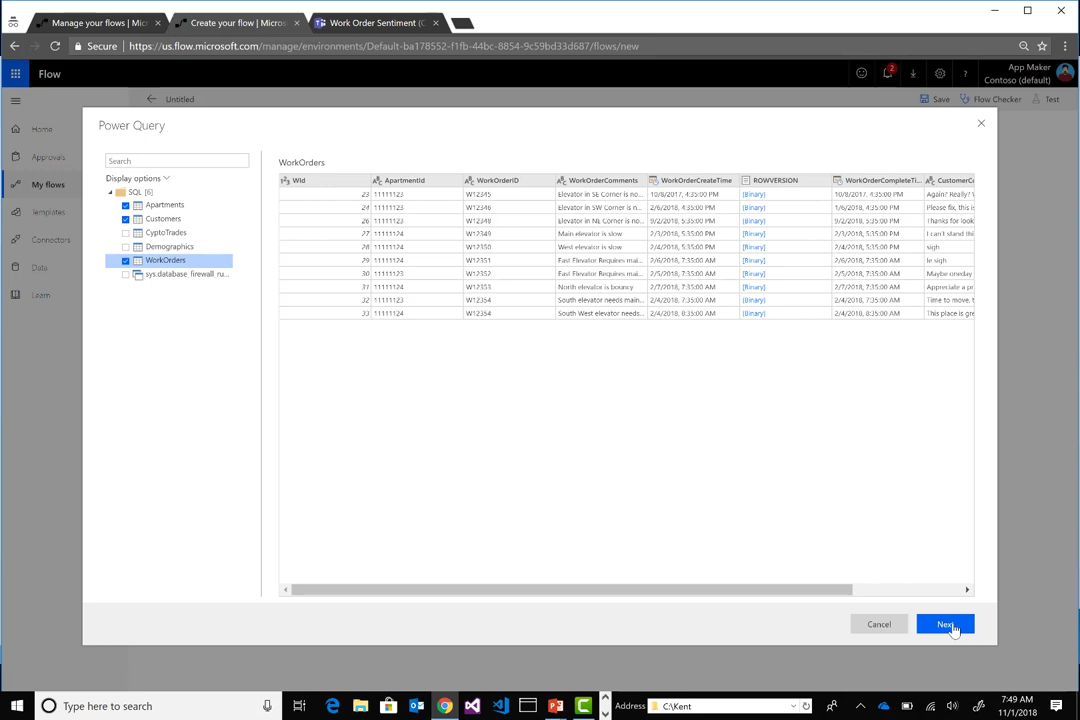 Manage your flows | Mic
Create your flow | Micros
Work Order Sentiment (C
Secure
https://us.flow.microsoft.com/manage/environments/Default-ba178552-f1fb-44bc-8854-9c59bd33d687/flows/new
Flow
2
?
App Maker
Contoso (default)
Untitled
Save
Flow Checker
Test
Home
Approvals
My flows
Templates
Connectors
Data
Learn
Power Query
Search
Display options
SQL [6]
Apartments
Customers
CyptoTrades
Demographics
WorkOrders
sys.database_firewall_ru...
WorkOrders
WId ApartmentId WorkOrderID WorkOrderComments WorkOrderCreateTime ROWVERSION WorkOrderCompleteTi... CustomerCo
23 11111123 W12345 Elevator in SE Corner is no... 10/8/2017, 4:35:00 PM [Binary] 10/8/2017, 4:35:00 PM Again? Really?
24 11111123 W12346 Elevator in SW Corner is n... 2/6/2018, 4:35:00 PM [Binary] 1/6/2018, 4:35:00 PM Please fix, this is
26 11111123 W12348 Elevator in NL Corner is no... 9/2/2018, 5:35:00 PM [Binary] 9/2/2018, 5:35:00 PM Thanks for look
27 11111124 W12349 Main elevator is slow 2/3/2018, 5:35:00 PM [Binary] 2/3/2018, 5:35:00 PM I can't stand thi
28 11111124 W12350 West elevator is slow 2/4/2018, 5:35:00 PM [Binary] 2/4/2018, 5:35:00 PM sigh
29 11111124 W12351 East Elevator Requires mai... 2/6/2018, 7:35:00 AM [Binary] 2/6/2018, 7:35:00 AM le sigh
30 11111123 W12352 East elevator Requires mai... 2/5/2018, 7:35:00 AM [Binary] 2/5/2018, 7:35:00 AM Maybe oneday
31 11111124 W12353 North elevator is bouncy 2/7/2018, 7:35:00 AM [Binary] 2/7/2018, 7:35:00 AM Appreciate a pr
32 11111123 W12354 South elevator needs main... 2/4/2018, 7:35:00 AM [Binary] 2/4/2018, 7:35:00 AM Time to move, t
33 11111124 W12354 South West elevator needs... 2/4/2018, 8:35:00 AM [Binary] 2/4/2018, 8:35:00 AM This place is gre
Cancel
Next
Type here to search
Address
C:\Kent
7:49 AM
11/1/2018